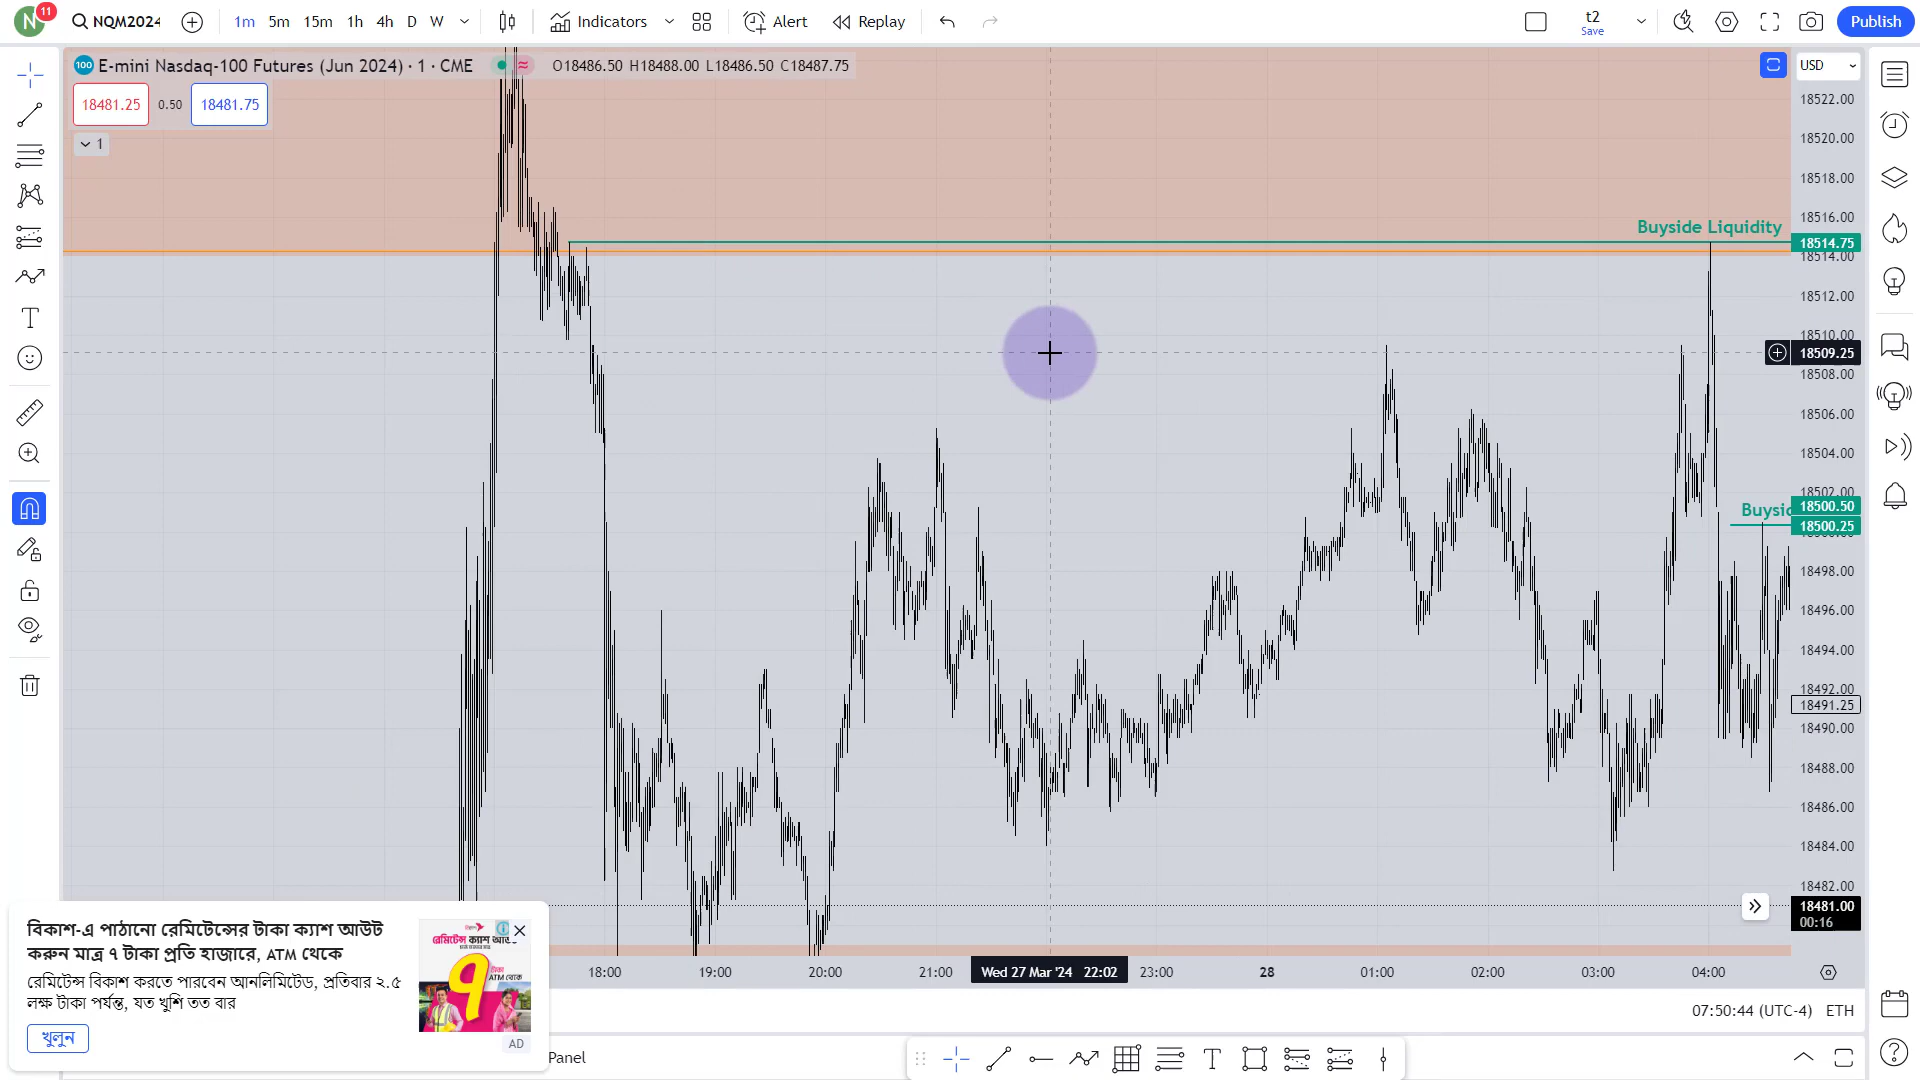 N 11 NQM2024 1m 5m 15m 1h 4h D W Indicators Alert Replay t2 Save Publish
100 E-mini Nasdaq-100 Futures (Jun 2024) · 1 · CME O18486.50 H18488.00 L18486.50 C18487.75 USD
18481.25 0.50 18481.75
1
18522.00
18520.00
18518.00
18516.00
Buyside Liquidity
18514.75
18514.00
18512.00
18510.00
18509.25
18508.00
18506.00
18504.00
18502.00
Buysid 18500.50
18500.25
18498.00
18496.00
18494.00
18492.00
18491.25
18490.00
18488.00
18486.00
18484.00
18482.00
18481.00
00:16
18:00 19:00 20:00 21:00 Wed 27 Mar '24 22:02 23:00 28 01:00 02:00 03:00 04:00
বিকাশ-এ পাঠানো রেমিটেন্সের টাকা ক্যাশ আউট
করুন মাত্র ৭ টাকা প্রতি হাজারে, ATM থেকে
রেমিটেন্স বিকাশ করতে পারবেন আনলিমিটেড, প্রতিবার ২.৫
লক্ষ টাকা পর্যন্ত, যত খুশি তত বার
খুলুন
রেমিটেন্স ক্যাশ আউট
৭ টাকা
ATM থেকে
AD
07:50:44 (UTC-4) ETH
Panel